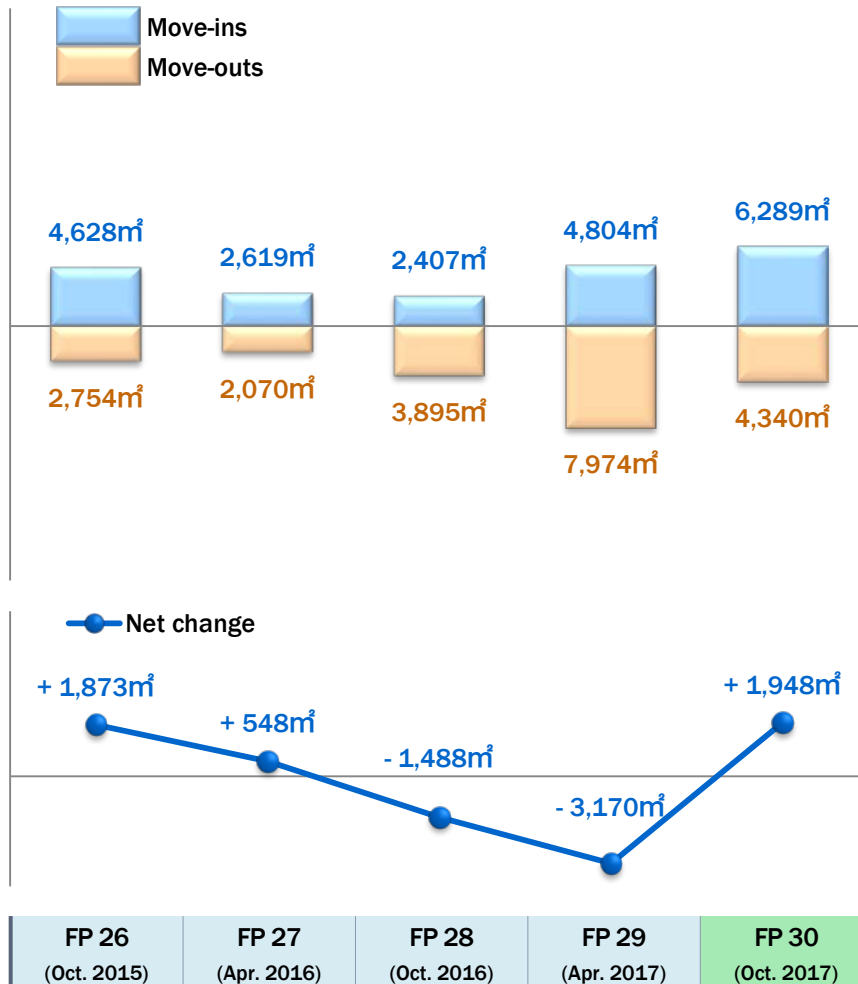 Move-ins
Move-outs
4,628㎡
2,619㎡
2,407㎡
4,804㎡
6,289㎡
2,754㎡
2,070㎡
3,895㎡
7,974㎡
4,340㎡
Net change
+ 1,873㎡
+ 548㎡
- 1,488㎡
- 3,170㎡
+ 1,948㎡
FP 26
(Oct. 2015)
FP 27
(Apr. 2016)
FP 28
(Oct. 2016)
FP 29
(Apr. 2017)
FP 30
(Oct. 2017)